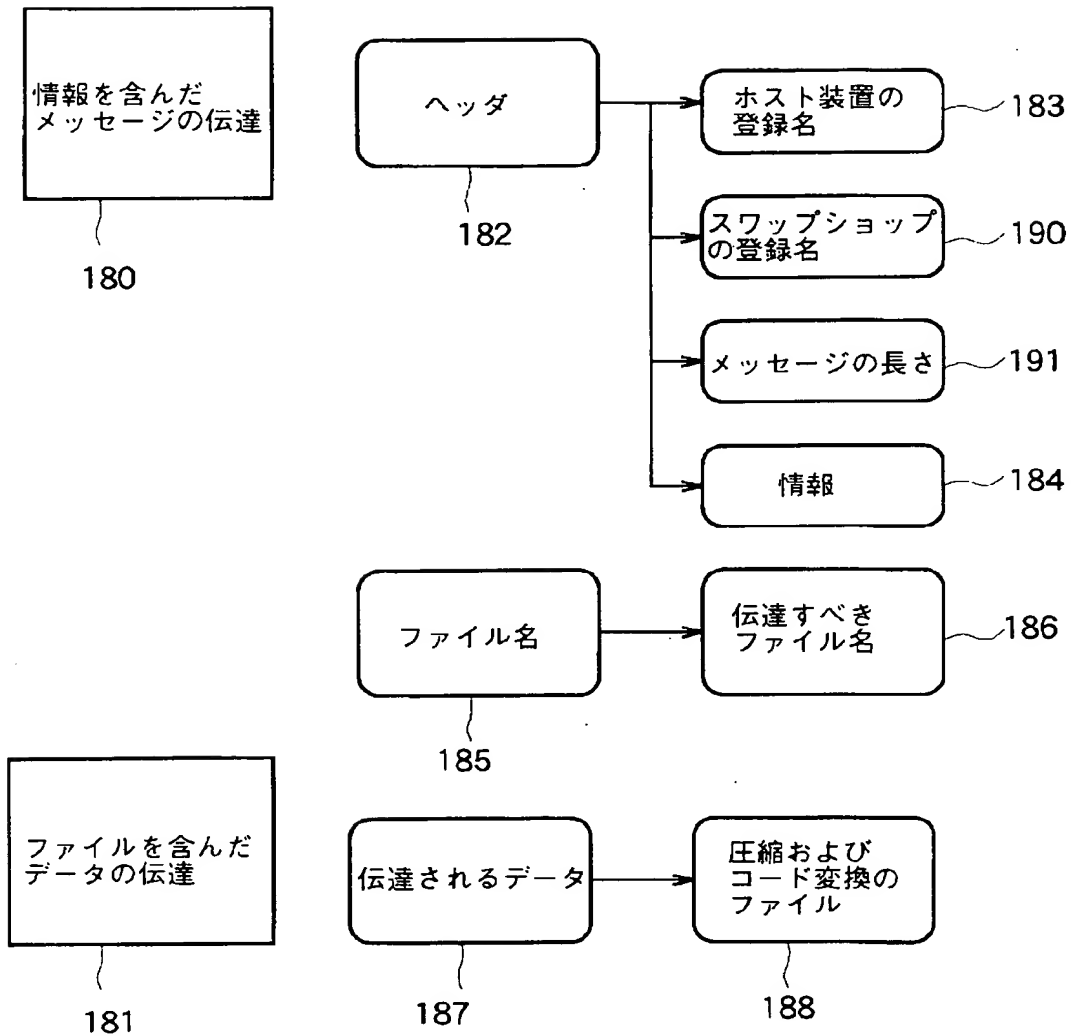 情報を含んだ
メッセージの伝達
180
ヘッダ
182
ホスト装置の
登録名
183
スワップショップ
の登録名
190
メッセージの長さ
191
情報
184
ファイル名
185
伝達すべき
ファイル名
186
ファイルを含んだ
データの伝達
181
伝達されるデータ
187
圧縮および
コード変換の
ファイル
188